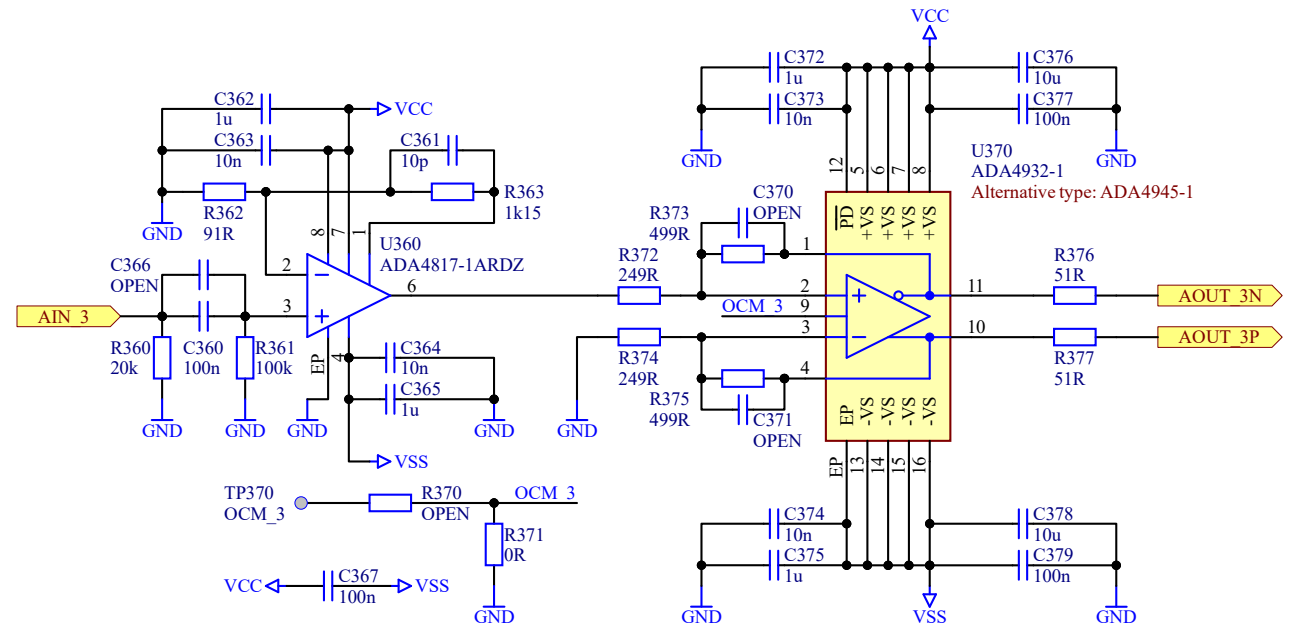 VCC
C372
1u
C376
10u
C362
1u
VCC
C373
10n
C377
100n
C363
10n
C361
10p
GND
GND
U370
ADA4932-1
Alternative type: ADA4945-1
12
5
6
7
8
R362
91R
R363
1k15
C370
OPEN
R373
499R
PD
+VS
+VS
+VS
+VS
GND
8
7
1
U360
ADA4817-1ARDZ
1
C366
OPEN
2
R372
249R
R376
51R
6
2
11
AOUT_3N
AIN_3
3
OCM_3
9
3
10
AOUT_3P
R360
20k
C360
100n
R361
100k
EP
4
C364
10n
R374
249R
R377
51R
4
C365
1u
R375
499R
C371
OPEN
EP
-VS
-VS
-VS
-VS
GND
GND
GND
GND
GND
VSS
EP
13
14
15
16
TP370
OCM_3
R370
OPEN
OCM_3
R371
0R
C374
10n
C378
10u
C375
1u
C379
100n
VCC
C367
100n
VSS
GND
GND
VSS
GND